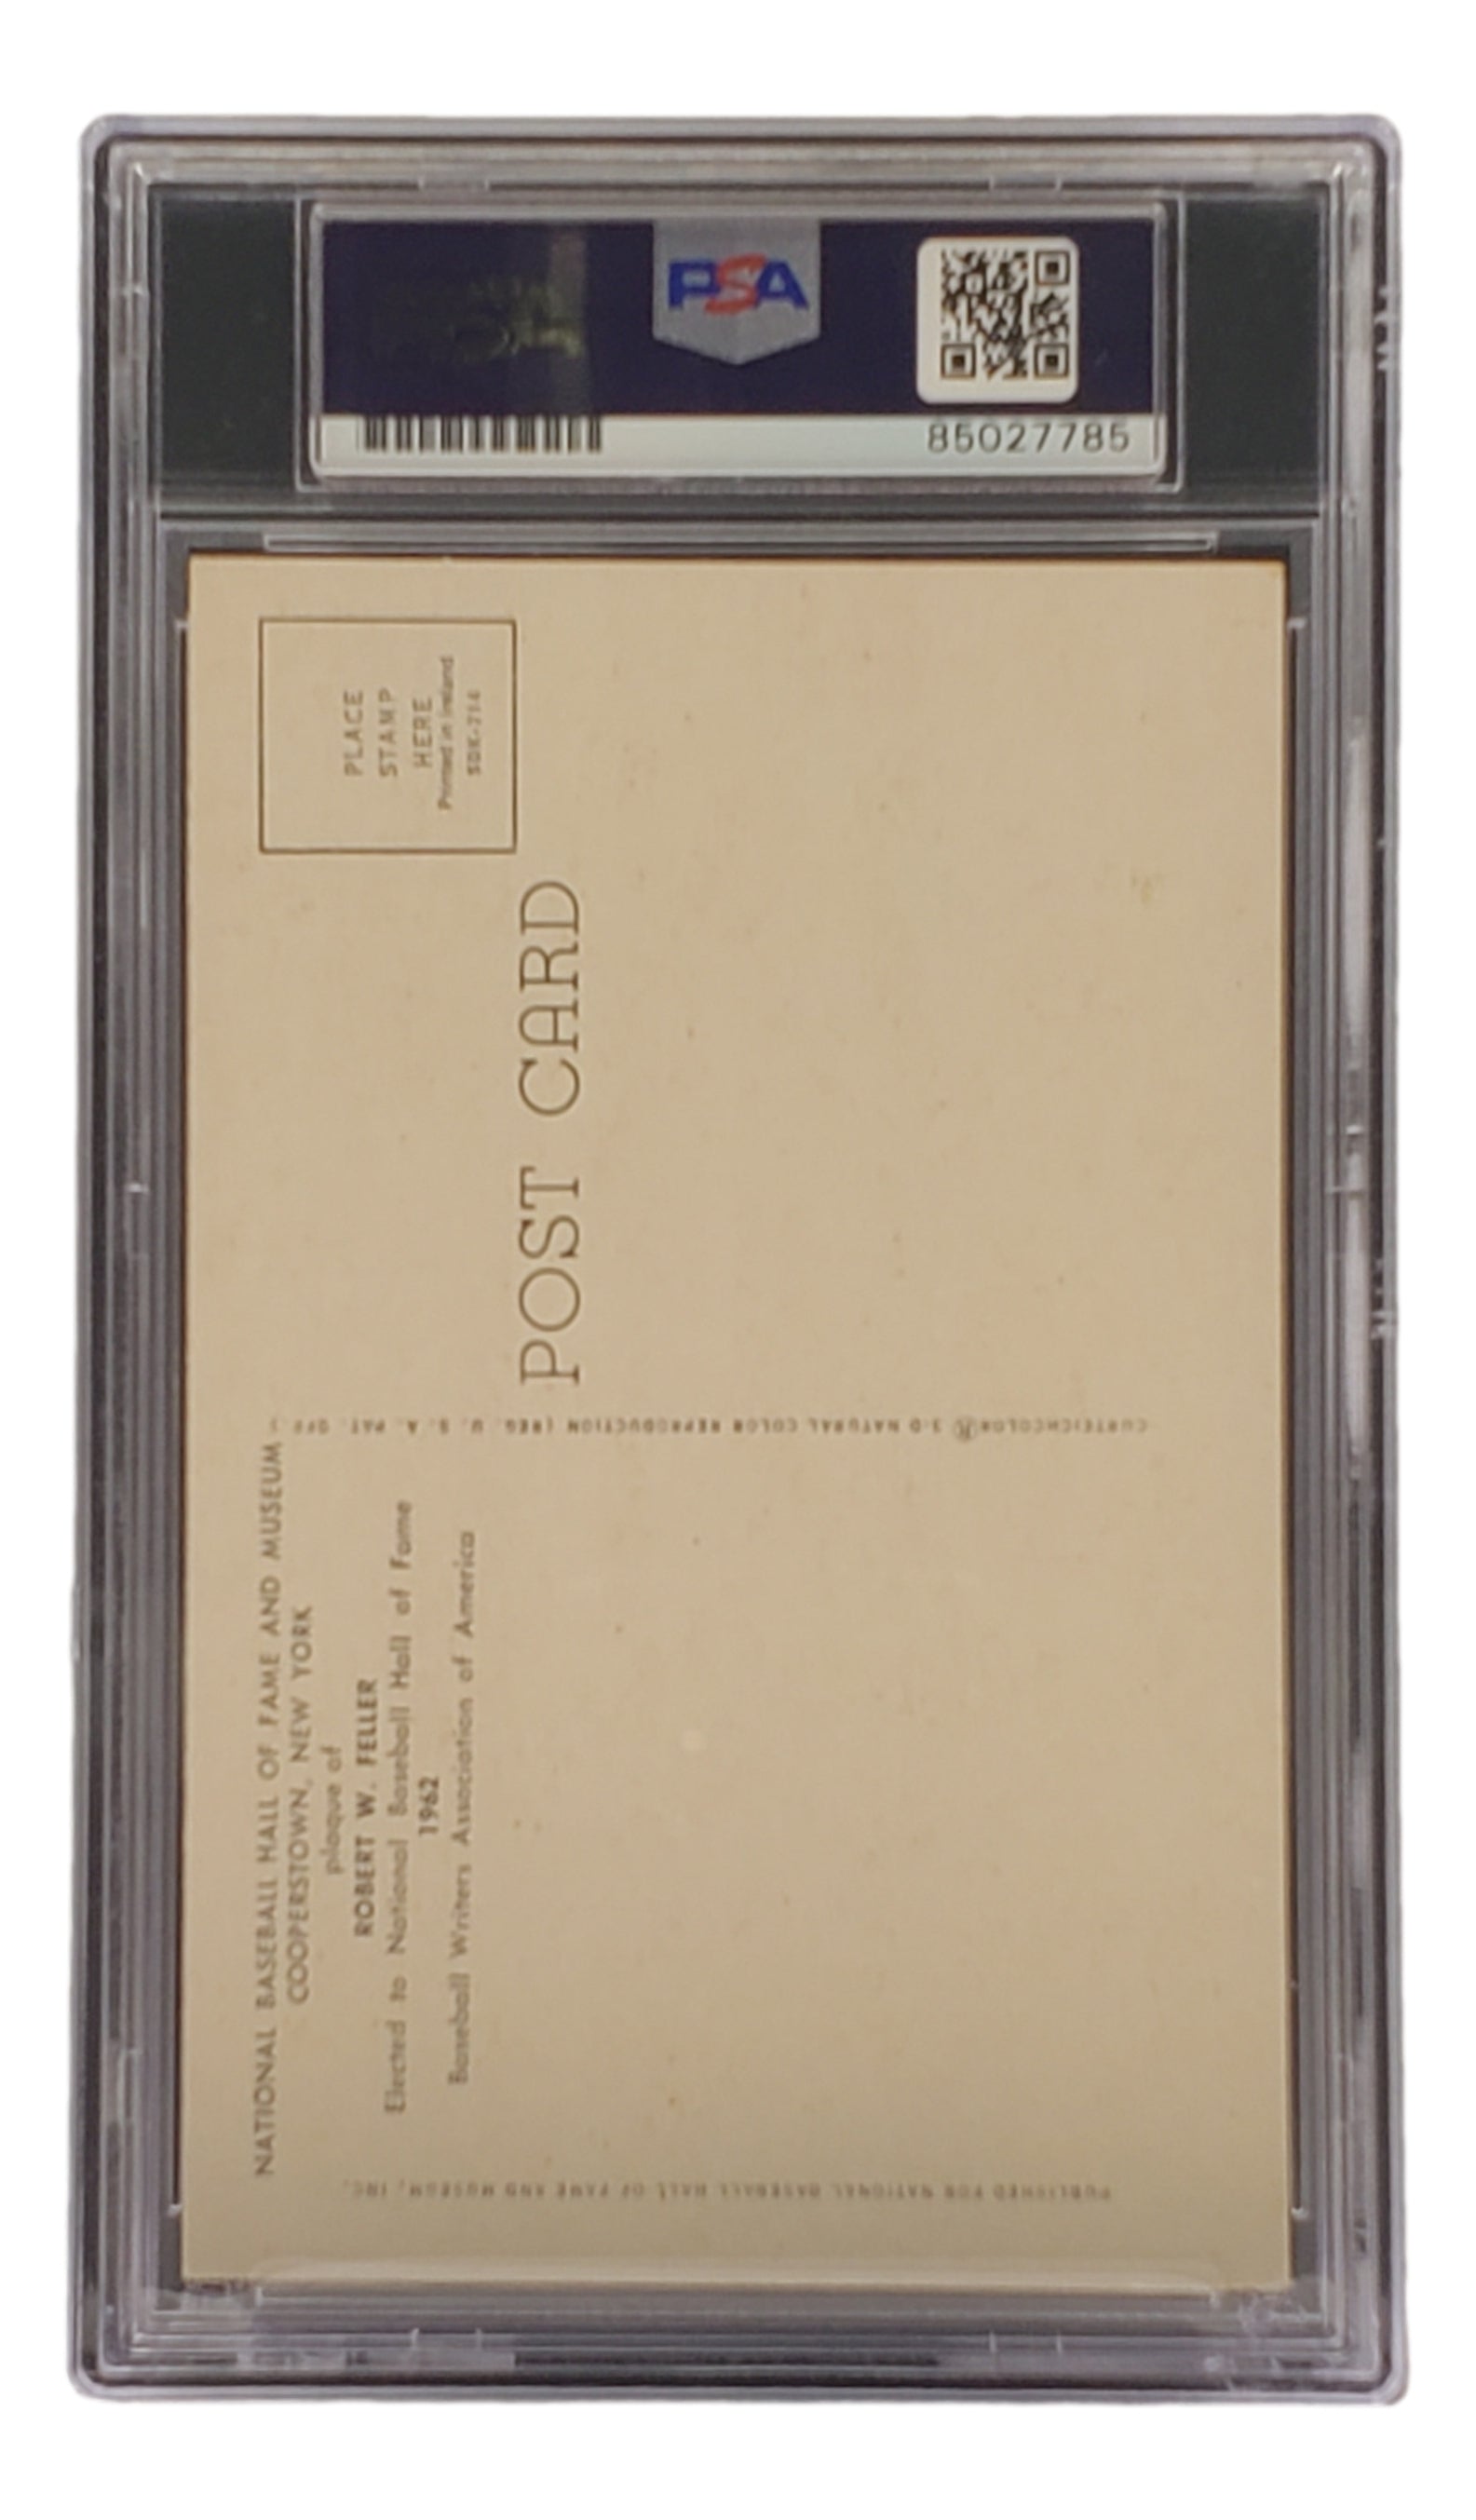 PSA
85027785
NATIONAL BASEBALL HALL OF FAME AND MUSEUM
COOPERSTOWN, NEW YORK
plaque of
ROBERT W. FELLER
Elected to National Baseball Hall of Fame
1962
Baseball Writers Association of America
PUBLISHED FOR NATIONAL BASEBALL HALL OF FAME AND MUSEUM, INC.
CURTEICHCOLOR® 3-D NATURAL COLOR REPRODUCTION (REG. U. S. A. PAT. OFF.)
POST CARD
PLACE
STAMP
HERE
Printed in Ireland